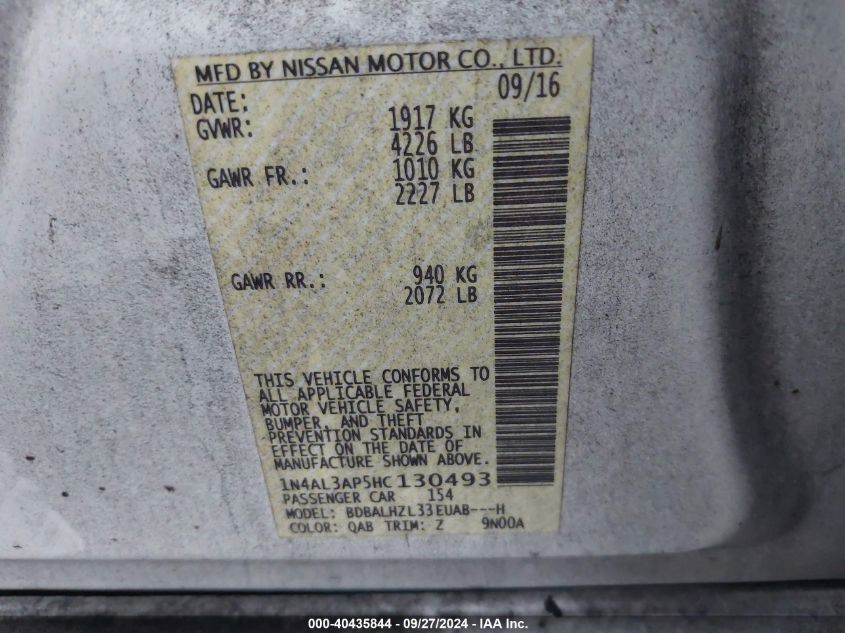 MFD BY NISSAN MOTOR CO., LTD.
DATE: 09/16
GVWR: 1917 KG
4226 LB
GAWR FR.: 1010 KG
2227 LB
GAWR RR.: 940 KG
2072 LB
THIS VEHICLE CONFORMS TO
ALL APPLICABLE FEDERAL
MOTOR VEHICLE SAFETY,
BUMPER, AND THEFT
PREVENTION STANDARDS IN
EFFECT ON THE DATE OF
MANUFACTURE SHOWN ABOVE.
1N4AL3AP5HC130493
PASSENGER CAR 154
MODEL: BDBALHZL33EUAB---H
COLOR: QAB TRIM: Z 9N00A
000-40435844 - 09/27/2024 - IAA Inc.